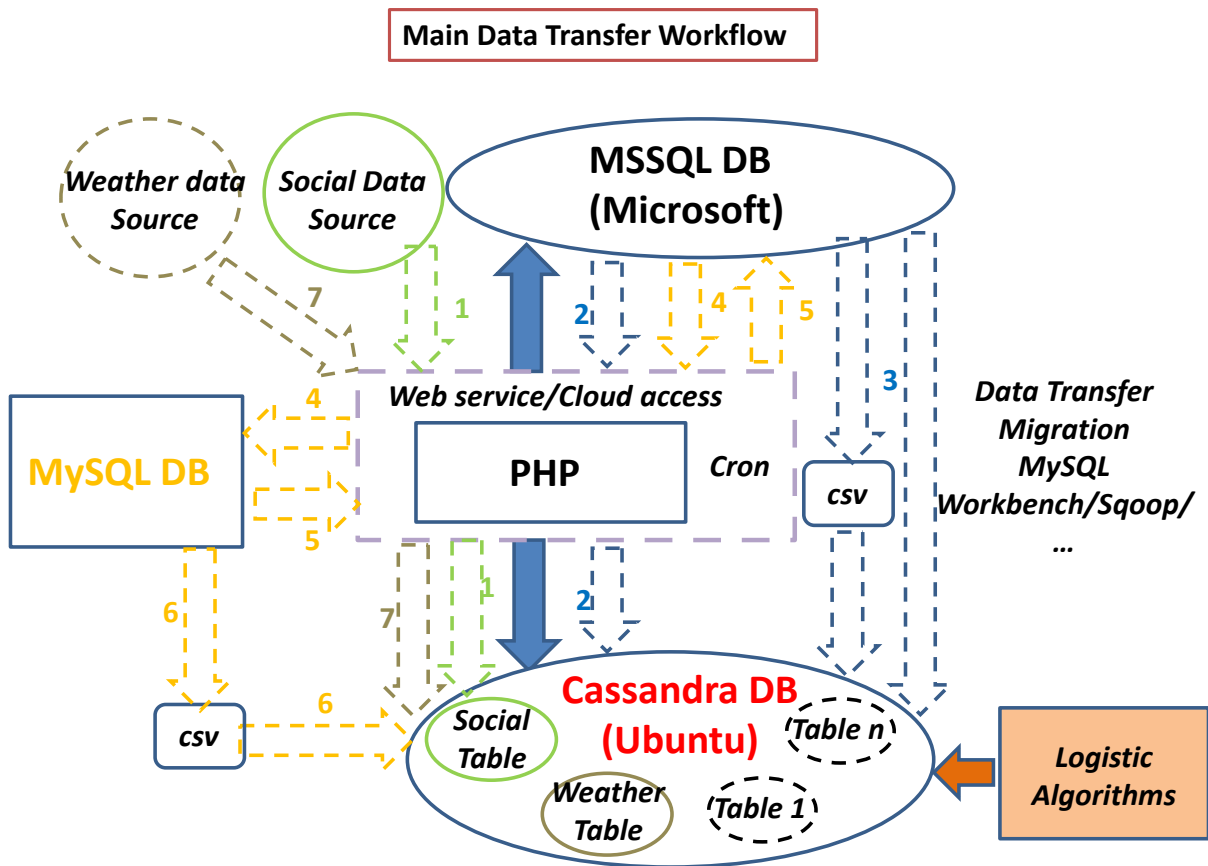 Main Data Transfer Workflow
Weather data
Source
Social Data
Source
MSSQL DB
(Microsoft)
7
1
2
4
5
3
Web service/Cloud access
PHP
Cron
4
MySQL DB
5
csv
Data Transfer
Migration
MySQL
Workbench/Sqoop/
…
6
7
1
2
csv
6
Cassandra DB
(Ubuntu)
Social
Table
Table n
Weather
Table
Table 1
Logistic
Algorithms